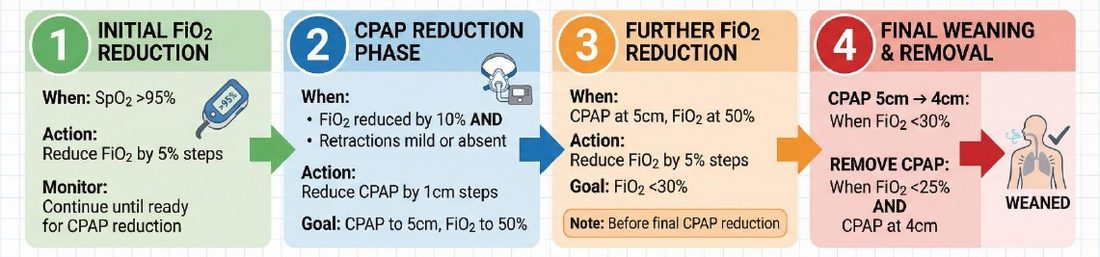 1
INITIAL FiO₂
REDUCTION
When: SpO₂ >95%
>95%
Action:
Reduce FiO₂ by 5% steps
Monitor:
Continue until ready
for CPAP reduction
2
CPAP REDUCTION
PHASE
When:
• FiO₂ reduced by 10% AND
• Retractions mild or absent
Action:
Reduce CPAP by 1cm steps
Goal: CPAP to 5cm, FiO₂ to 50%
3
FURTHER FiO₂
REDUCTION
When:
CPAP at 5cm, FiO₂ at 50%
Action:
Reduce FiO₂ by 5% steps
Goal: FiO₂ <30%
Note: Before final CPAP reduction
4
FINAL WEANING
& REMOVAL
CPAP 5cm → 4cm:
When FiO₂ <30%
REMOVE CPAP:
When FiO₂ <25%
AND
CPAP at 4cm
WEANED